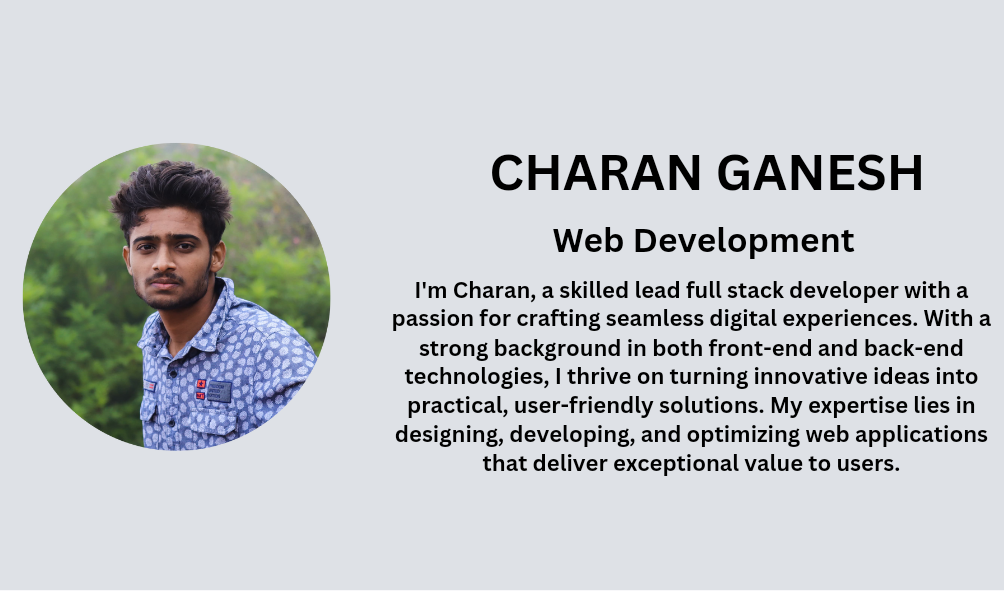 CHARAN GANESH
Web Development
I'm Charan, a skilled lead full stack developer with a
passion for crafting seamless digital experiences. With a
strong background in both front-end and back-end
technologies, I thrive on turning innovative ideas into
practical, user-friendly solutions. My expertise lies in
designing, developing, and optimizing web applications
that deliver exceptional value to users.